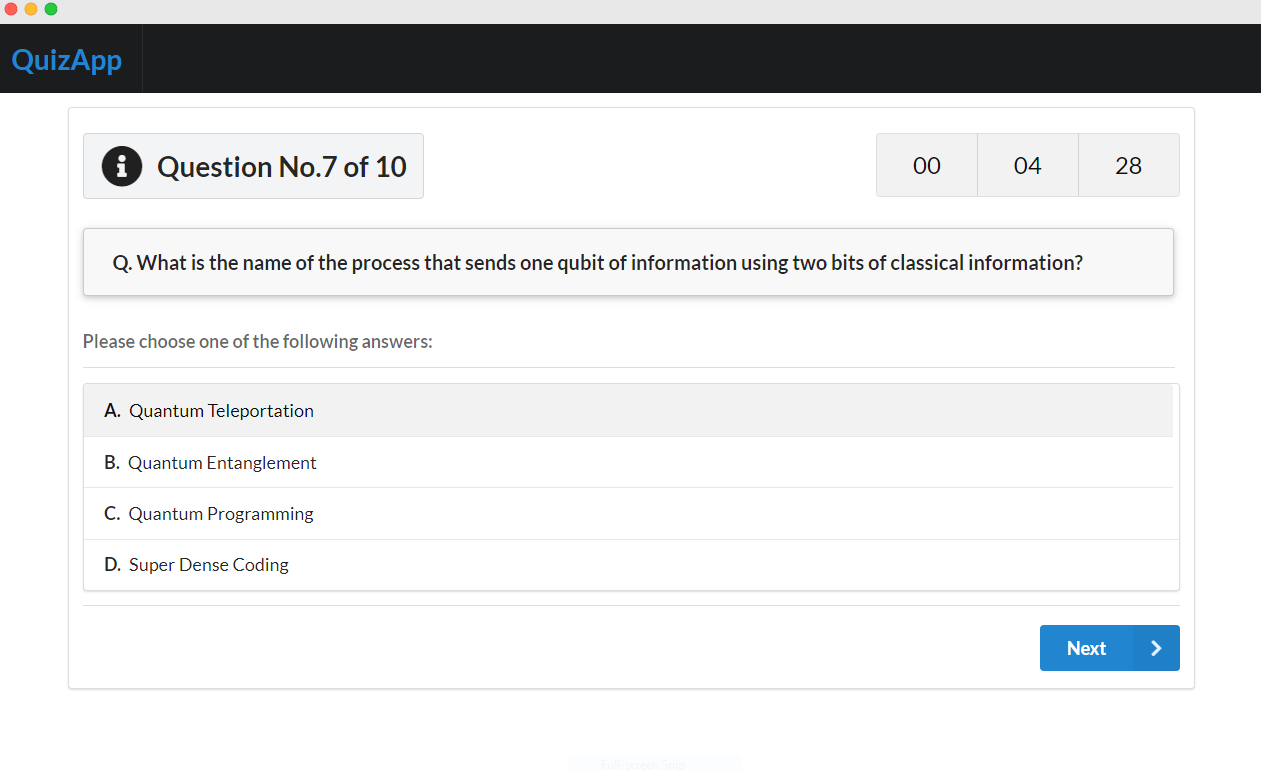 QuizApp
Question No.7 of 10
00 04 28
Q. What is the name of the process that sends one qubit of information using two bits of classical information?
Please choose one of the following answers:
A. Quantum Teleportation
B. Quantum Entanglement
C. Quantum Programming
D. Super Dense Coding
Next
Full-screen Snip